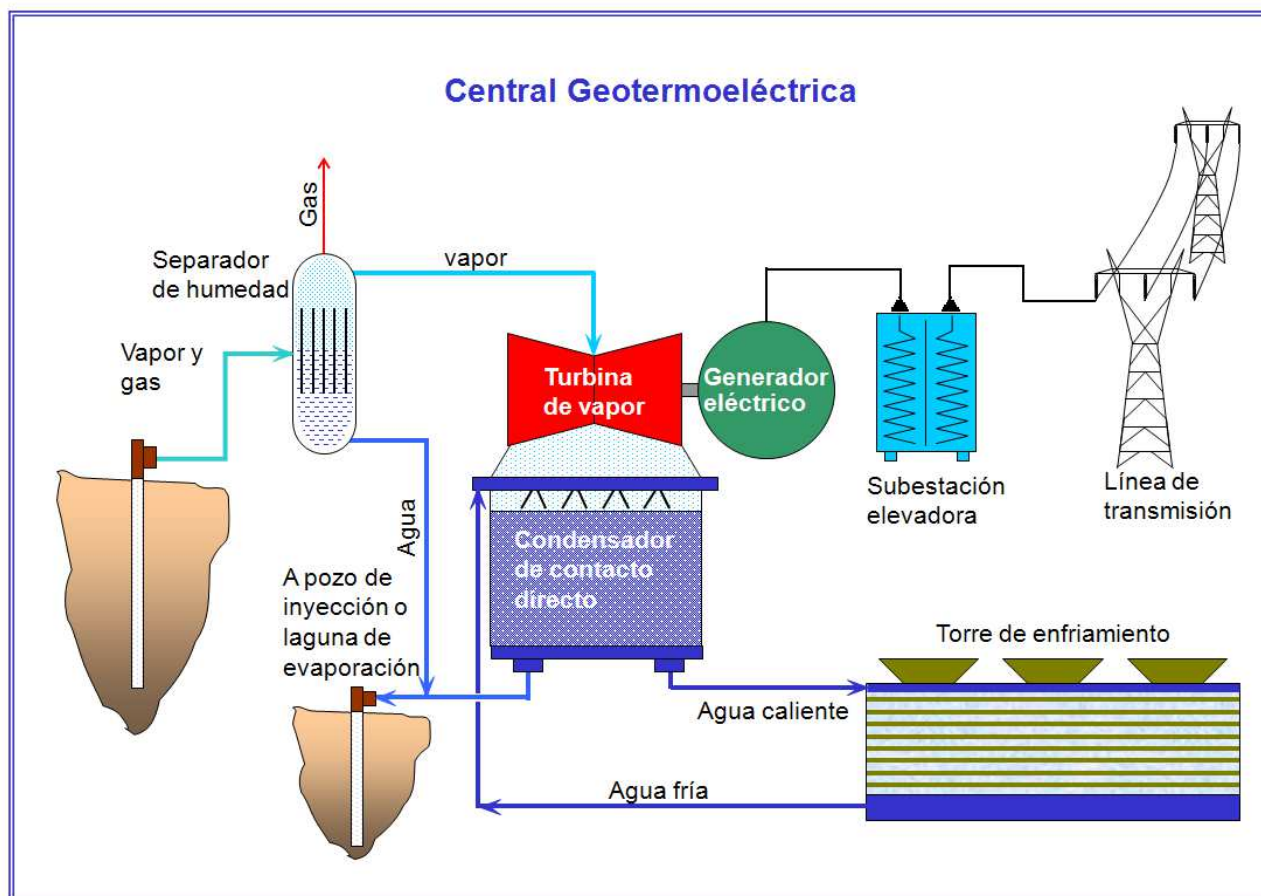 Central Geotermoeléctrica
Gas
Separador
de humedad
vapor
Vapor y
gas
Turbina
de vapor
Generador
eléctrico
Subestación
elevadora
Línea de
transmisión
Agua
Condensador
de contacto
directo
A pozo de
inyección o
laguna de
evaporación
Torre de enfriamiento
Agua caliente
Agua fría